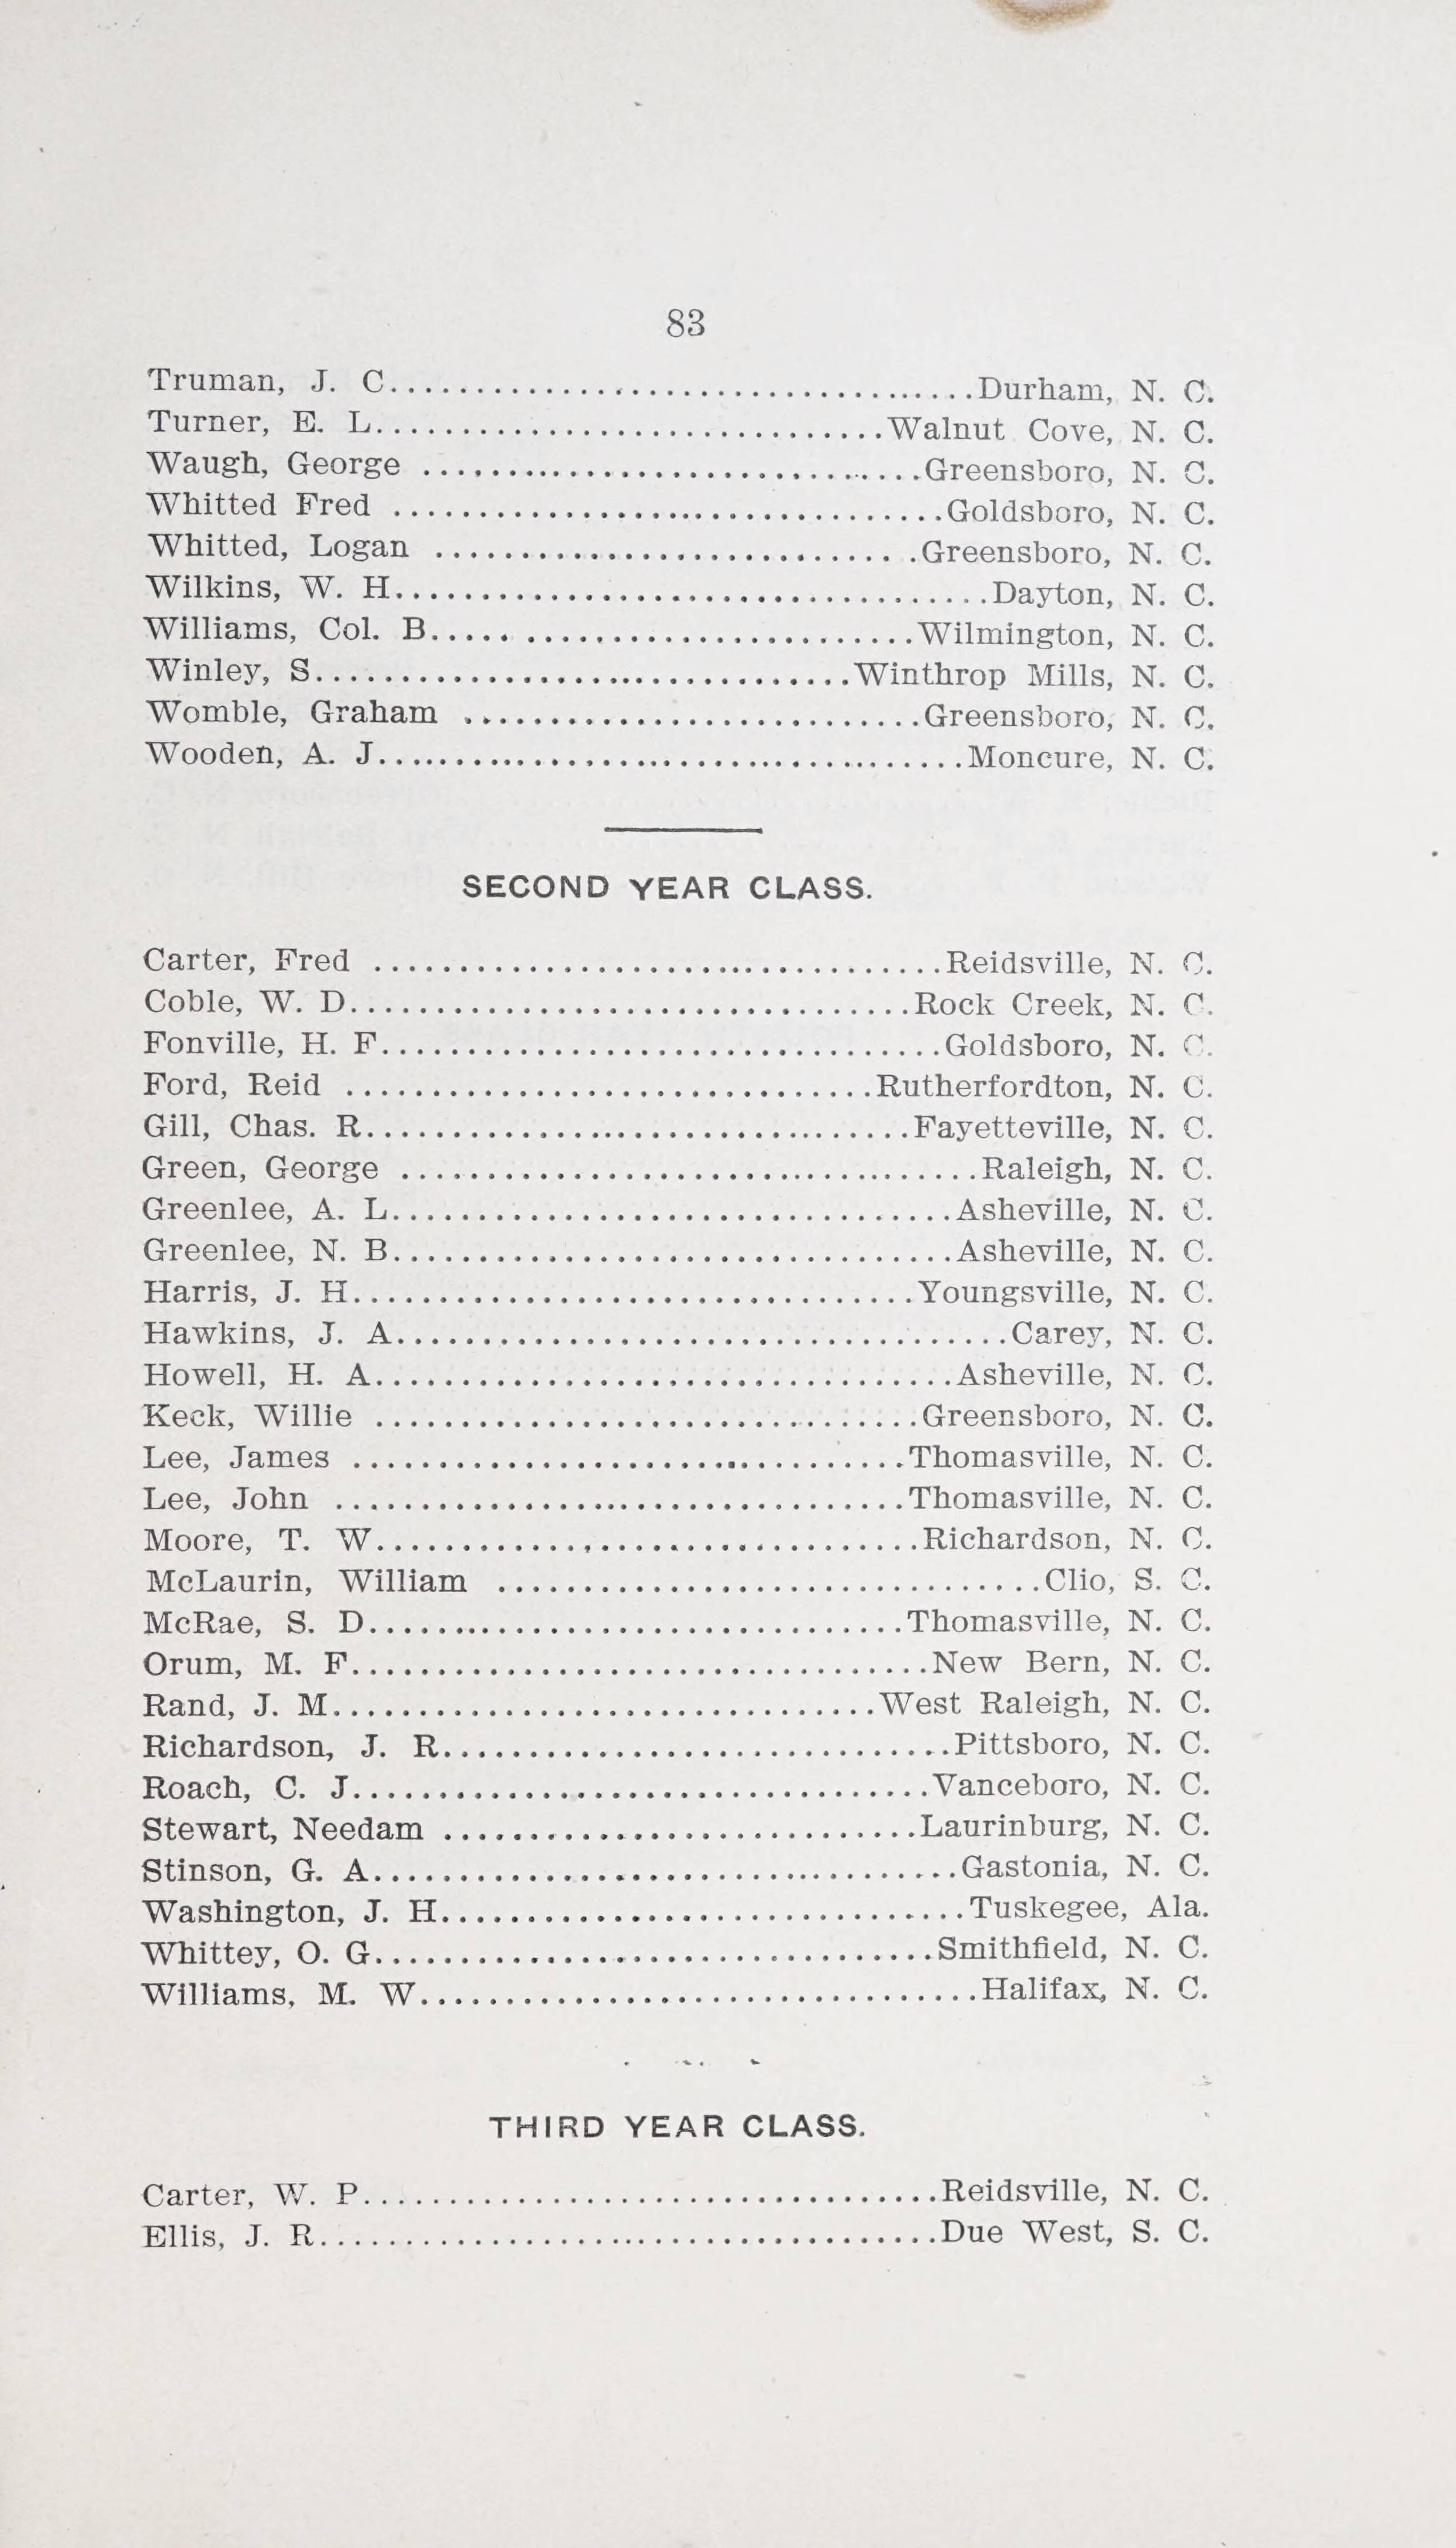 83
Truman, J. C........................................Durham, N. C.
Turner, E. L..............................Walnut Cove, N. C.
Waugh, George ..............................Greensboro, N. C.
Whitted Fred ................................Goldsboro, N. C.
Whitted, Logan .............................Greensboro, N. C.
Wilkins, W. H...................................Dayton, N. C.
Williams, Col. B............................Wilmington, N. C.
Winley, S...............................Winthrop Mills, N. C.
Womble, Graham ...........................Greensboro, N. C.
Wooden, A. J..................................Moncure, N. C.
SECOND YEAR CLASS.
Carter, Fred .................................Reidsville, N. C.
Coble, W. D.................................Rock Creek, N. C.
Fonville, H. F.................................Goldsboro, N. C.
Ford, Reid ...............................Rutherfordton, N. C.
Gill, Chas. R................................Fayetteville, N. C.
Green, George ..................................Raleigh, N. C.
Greenlee, A. L.................................Asheville, N. C.
Greenlee, N. B.................................Asheville, N. C.
Harris, J. H.................................Youngsville, N. C.
Hawkins, J. A....................................Carey, N. C.
Howell, H. A..................................Asheville, N. C.
Keck, Willie ................................Greensboro, N. C.
Lee, James ................................Thomasville, N. C.
Lee, John .................................Thomasville, N. C.
Moore, T. W................................Richardson, N. C.
McLaurin, William ................................Clio, S. C.
McRae, S. D...............................Thomasville, N. C.
Orum, M. F..................................New Bern, N. C.
Rand, J. M................................West Raleigh, N. C.
Richardson, J. R..............................Pittsboro, N. C.
Roach, C. J..................................Vanceboro, N. C.
Stewart, Needam ............................Laurinburg, N. C.
Stinson, G. A..................................Gastonia, N. C.
Washington, J. H...............................Tuskegee, Ala.
Whittey, O. G.................................Smithfield, N. C.
Williams, M. W.................................Halifax, N. C.
THIRD YEAR CLASS.
Carter, W. P..................................Reidsville, N. C.
Ellis, J. R....................................Due West, S. C.